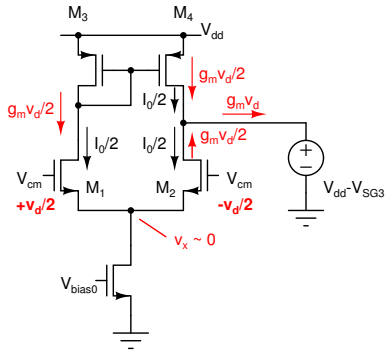 M3 M4
Vdd
gmvd/2
I0/2
gmvd
gmvd/2
I0/2 I0/2
gmvd/2
Vcm M1 M2 Vcm
+vd/2 -vd/2
Vdd-VSG3
vx ~ 0
Vbias0
+
−